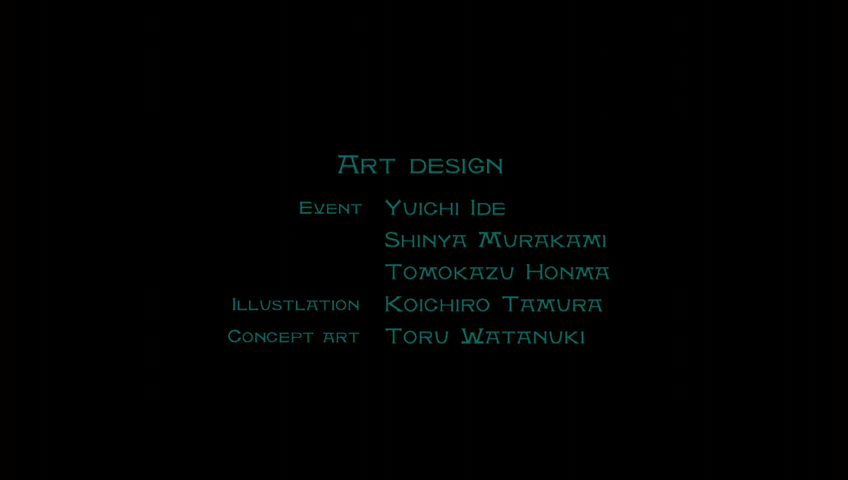 Art design
Event Yuichi Ide
Shinya Murakami
Tomokazu Honma
Illustlation Koichiro Tamura
Concept art Toru Watanuki